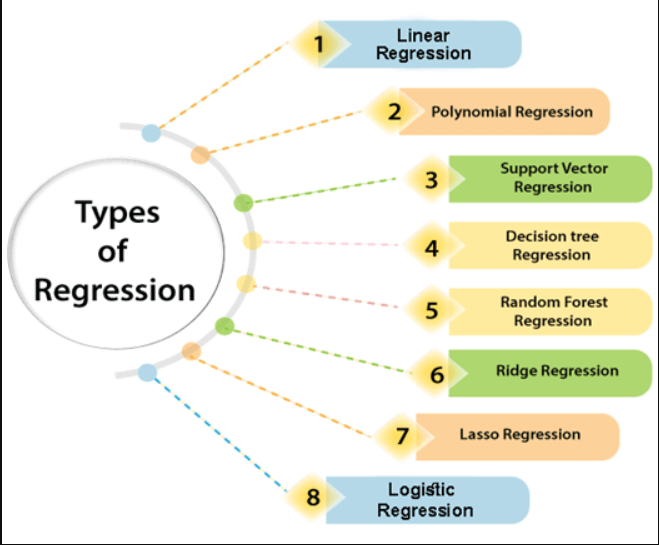 Types
of
Regression
1
Linear
Regression
2
Polynomial Regression
3
Support Vector
Regression
4
Decision tree
Regression
5
Random Forest
Regression
6
Ridge Regression
7
Lasso Regression
8
Logistic
Regression